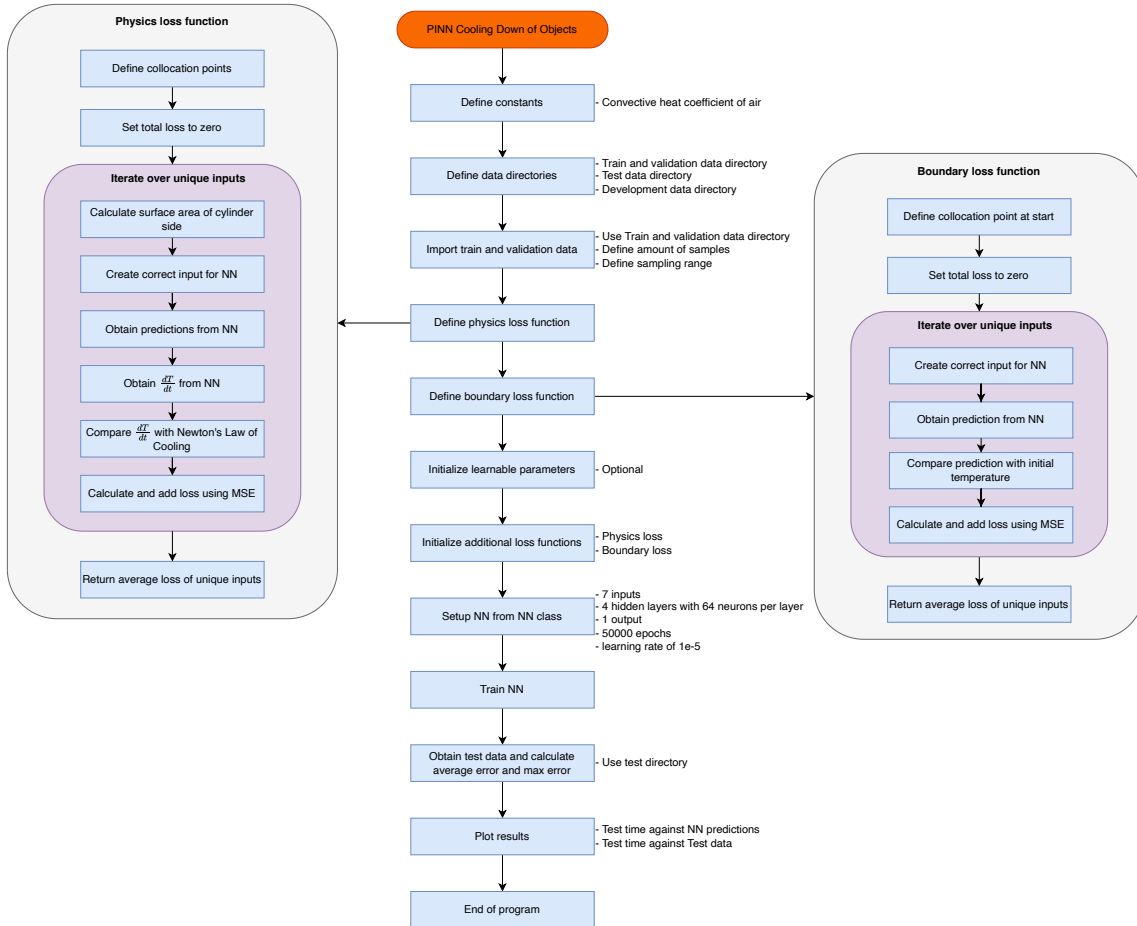 Physics loss function
Define collocation points
Set total loss to zero
Iterate over unique inputs
Calculate surface area of cylinder
side
Create correct input for NN
Obtain predictions from NN
Obtain dT/dt from NN
Compare dT/dt with Newton's Law of
Cooling
Calculate and add loss using MSE
Return average loss of unique inputs
PINN Cooling Down of Objects
Define constants
- Convective heat coefficient of air
Define data directories
- Train and validation data directory
- Test data directory
- Development data directory
Import train and validation data
- Use Train and validation data directory
- Define amount of samples
- Define sampling range
Define physics loss function
Define boundary loss function
Initialize learnable parameters
- Optional
Initialize additional loss functions
- Physics loss
- Boundary loss
Setup NN from NN class
- 7 inputs
- 4 hidden layers with 64 neurons per layer
- 1 output
- 50000 epochs
- learning rate of 1e-5
Train NN
Obtain test data and calculate
average error and max error
- Use test directory
Plot results
- Test time against NN predictions
- Test time against Test data
End of program
Boundary loss function
Define collocation point at start
Set total loss to zero
Iterate over unique inputs
Create correct input for NN
Obtain prediction from NN
Compare prediction with initial
temperature
Calculate and add loss using MSE
Return average loss of unique inputs